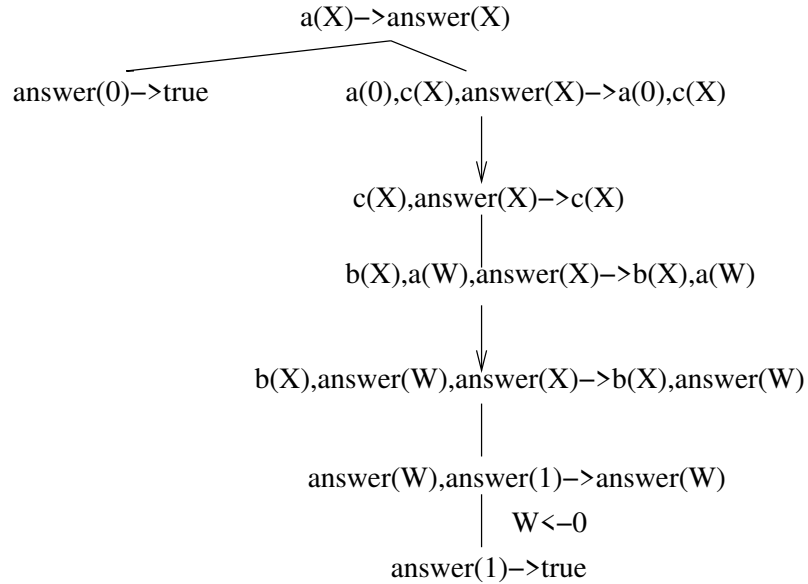 a(X)−>answer(X)
answer(0)−>true
a(0),c(X),answer(X)−>a(0),c(X)
c(X),answer(X)−>c(X)
b(X),a(W),answer(X)−>b(X),a(W)
b(X),answer(W),answer(X)−>b(X),answer(W)
answer(W),answer(1)−>answer(W)
W<−0
answer(1)−>true